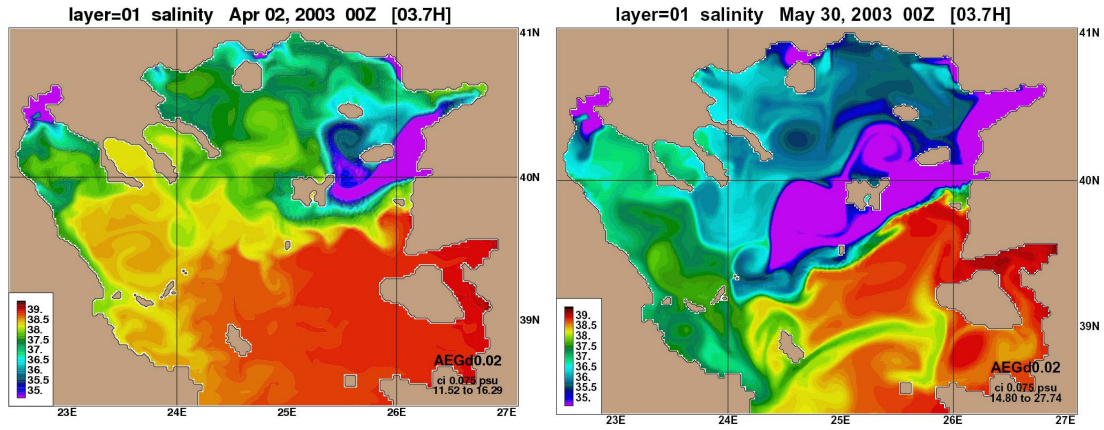 layer=01 salinity Apr 02, 2003 00Z [03.7H]
41N
40N
39N
39.
38.5
38.
37.5
37.
36.5
36.
35.5
35.
AEGd0.02
ci 0.075 psu
11.52 to 16.29
23E 24E 25E 26E 27E
layer=01 salinity May 30, 2003 00Z [03.7H]
41N
40N
39N
39.
38.5
38.
37.5
37.
36.5
36.
35.5
35.
AEGd0.02
ci 0.075 psu
14.80 to 27.74
23E 24E 25E 26E 27E